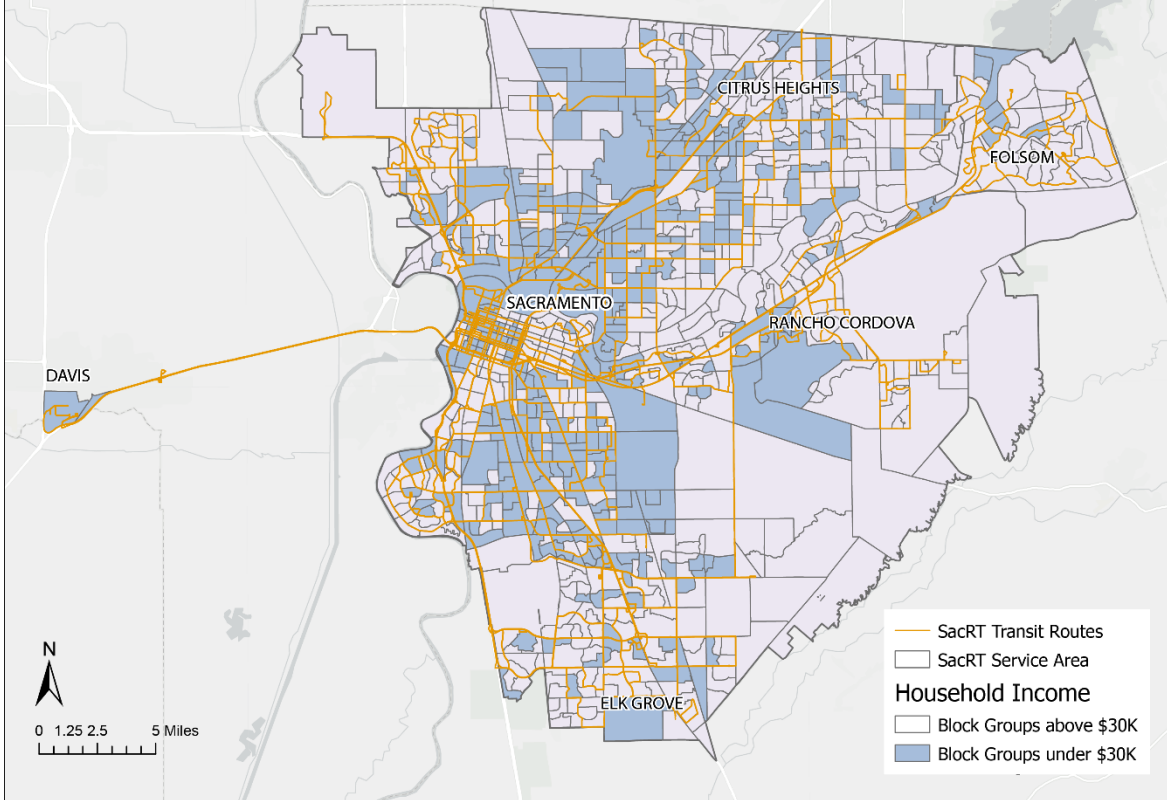 CITRUS HEIGHTS
FOLSOM
SACRAMENTO
RANCHO CORDOVA
DAVIS
ELK GROVE
N
0 1.25 2.5 5 Miles
SacRT Transit Routes
SacRT Service Area
Household Income
Block Groups above $30K
Block Groups under $30K